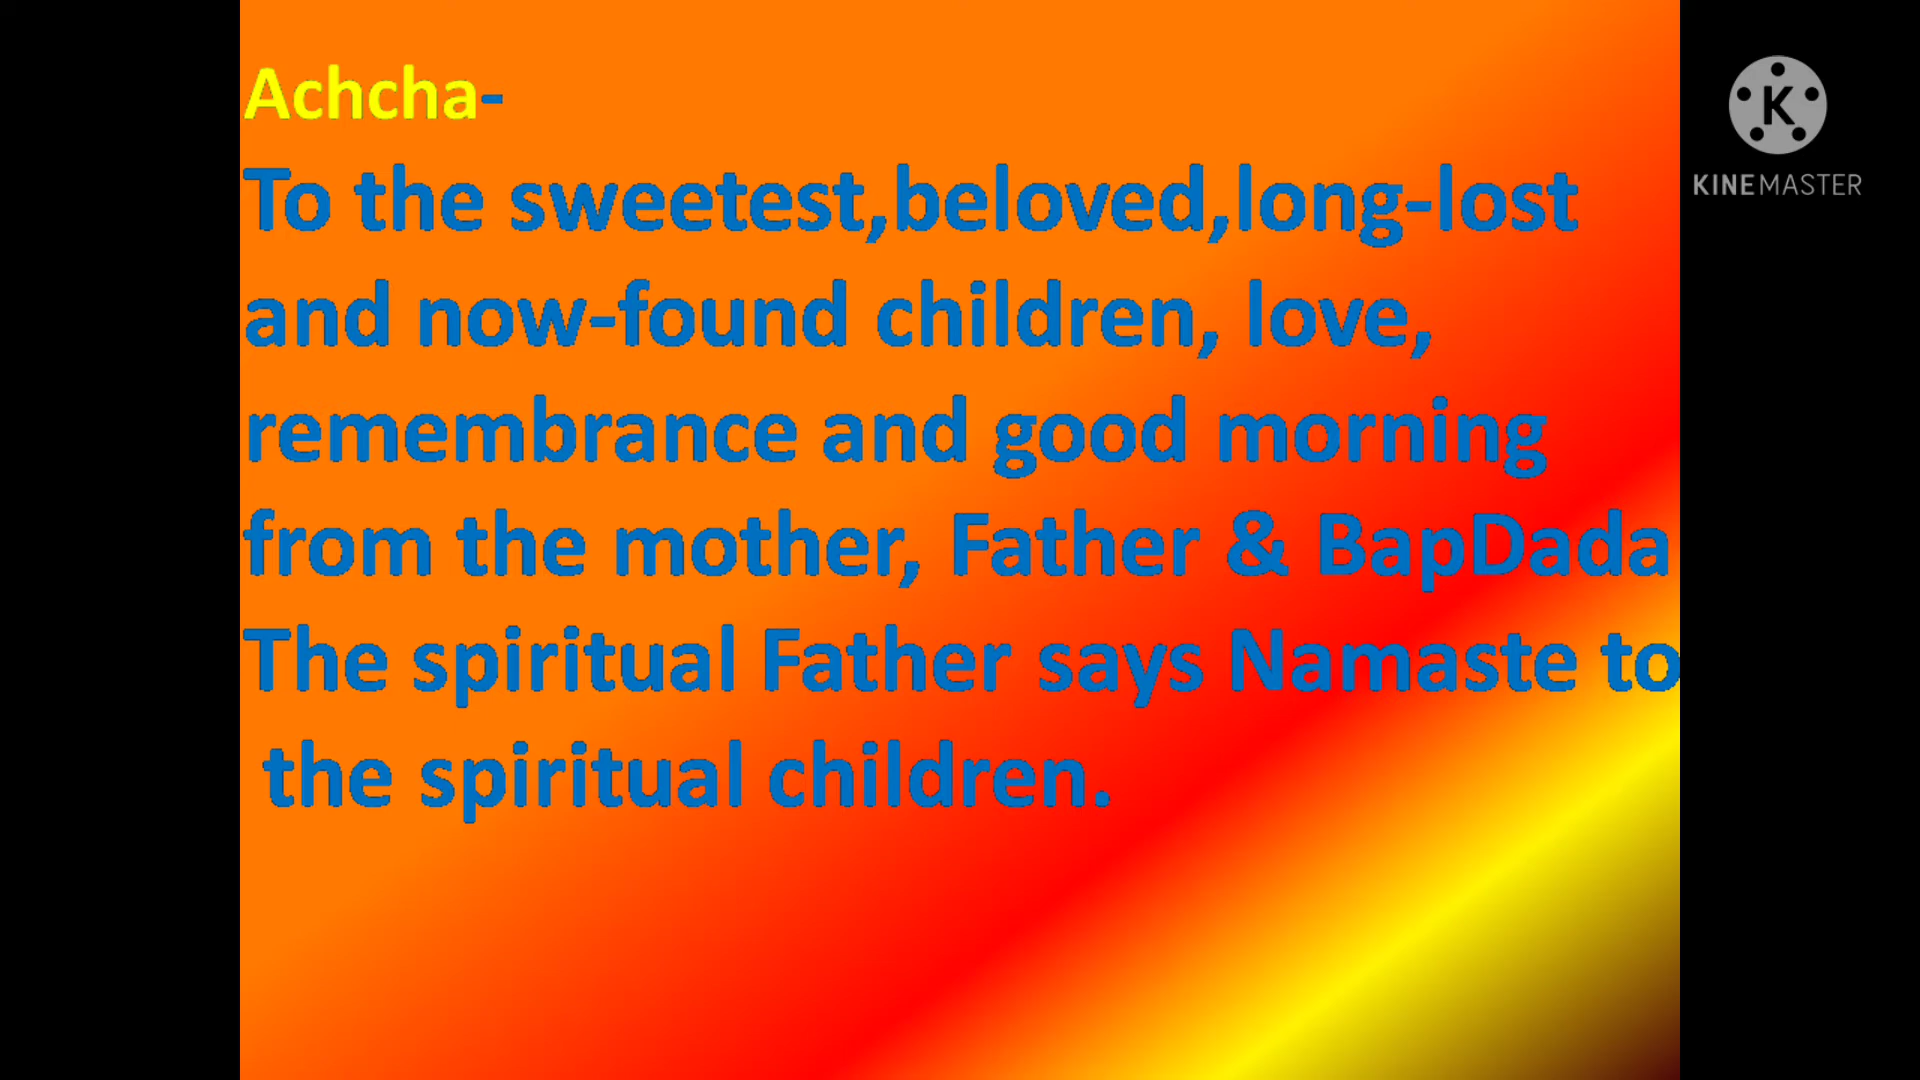 Achcha-
To the sweetest,beloved,long-lost
and now-found children, love,
remembrance and good morning
from the mother, Father & BapDada
The spiritual Father says Namaste to
the spiritual children.
K
KINEMASTER